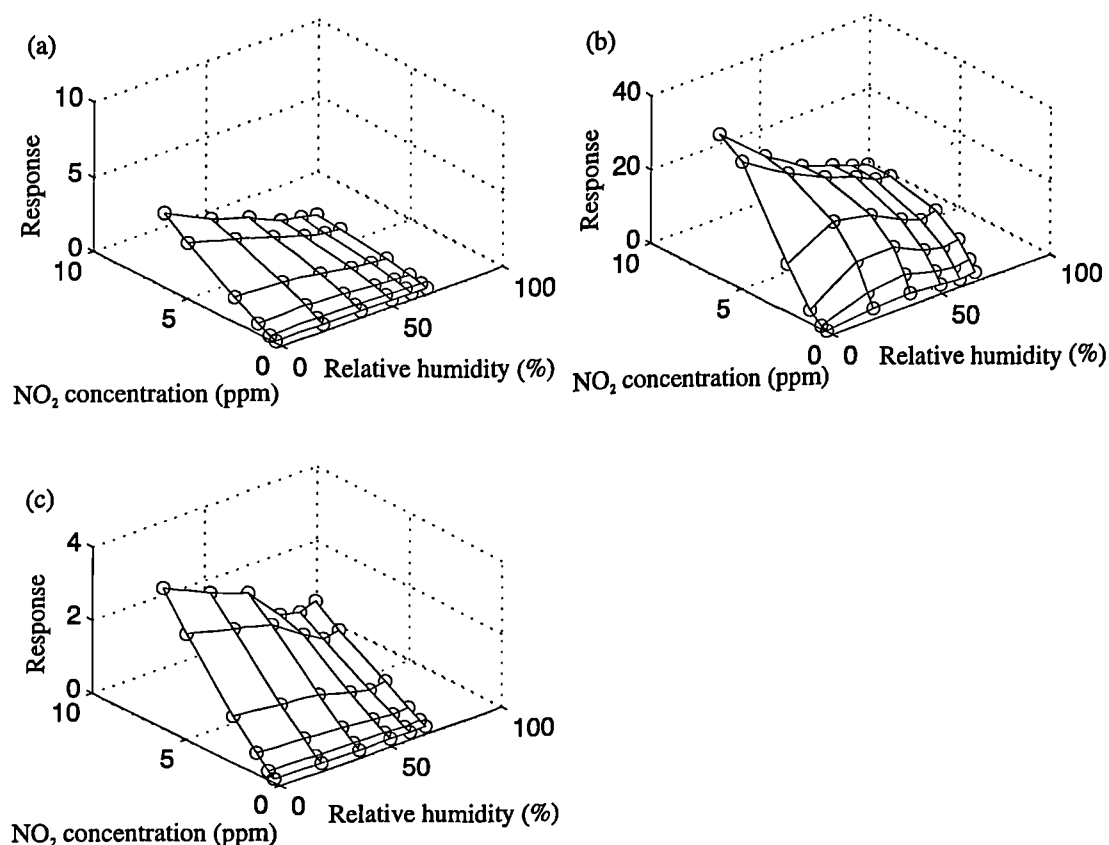 (a)
10
5
0
Response
10
5
0
0
50
100
Relative humidity (%)
NO₂ concentration (ppm)
(b)
40
20
0
Response
10
5
0
0
50
100
Relative humidity (%)
NO₂ concentration (ppm)
(c)
4
2
0
Response
10
5
0
0
50
100
Relative humidity (%)
NO₂ concentration (ppm)